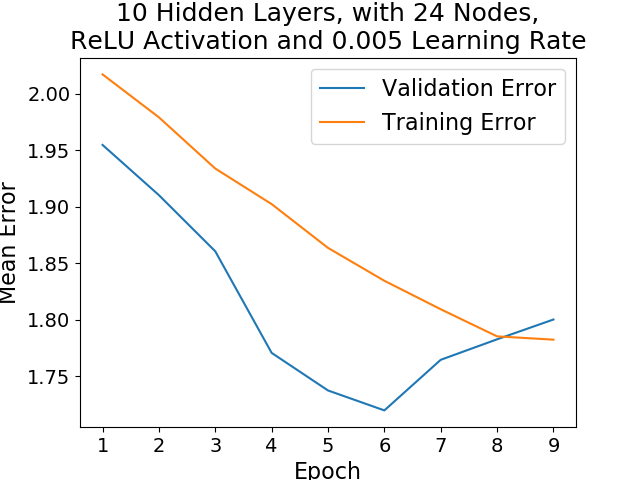 10 Hidden Layers, with 24 Nodes,
ReLU Activation and 0.005 Learning Rate
Validation Error
Training Error
2.00
1.95
1.90
1.85
1.80
1.75
Mean Error
1 2 3 4 5 6 7 8 9
Epoch